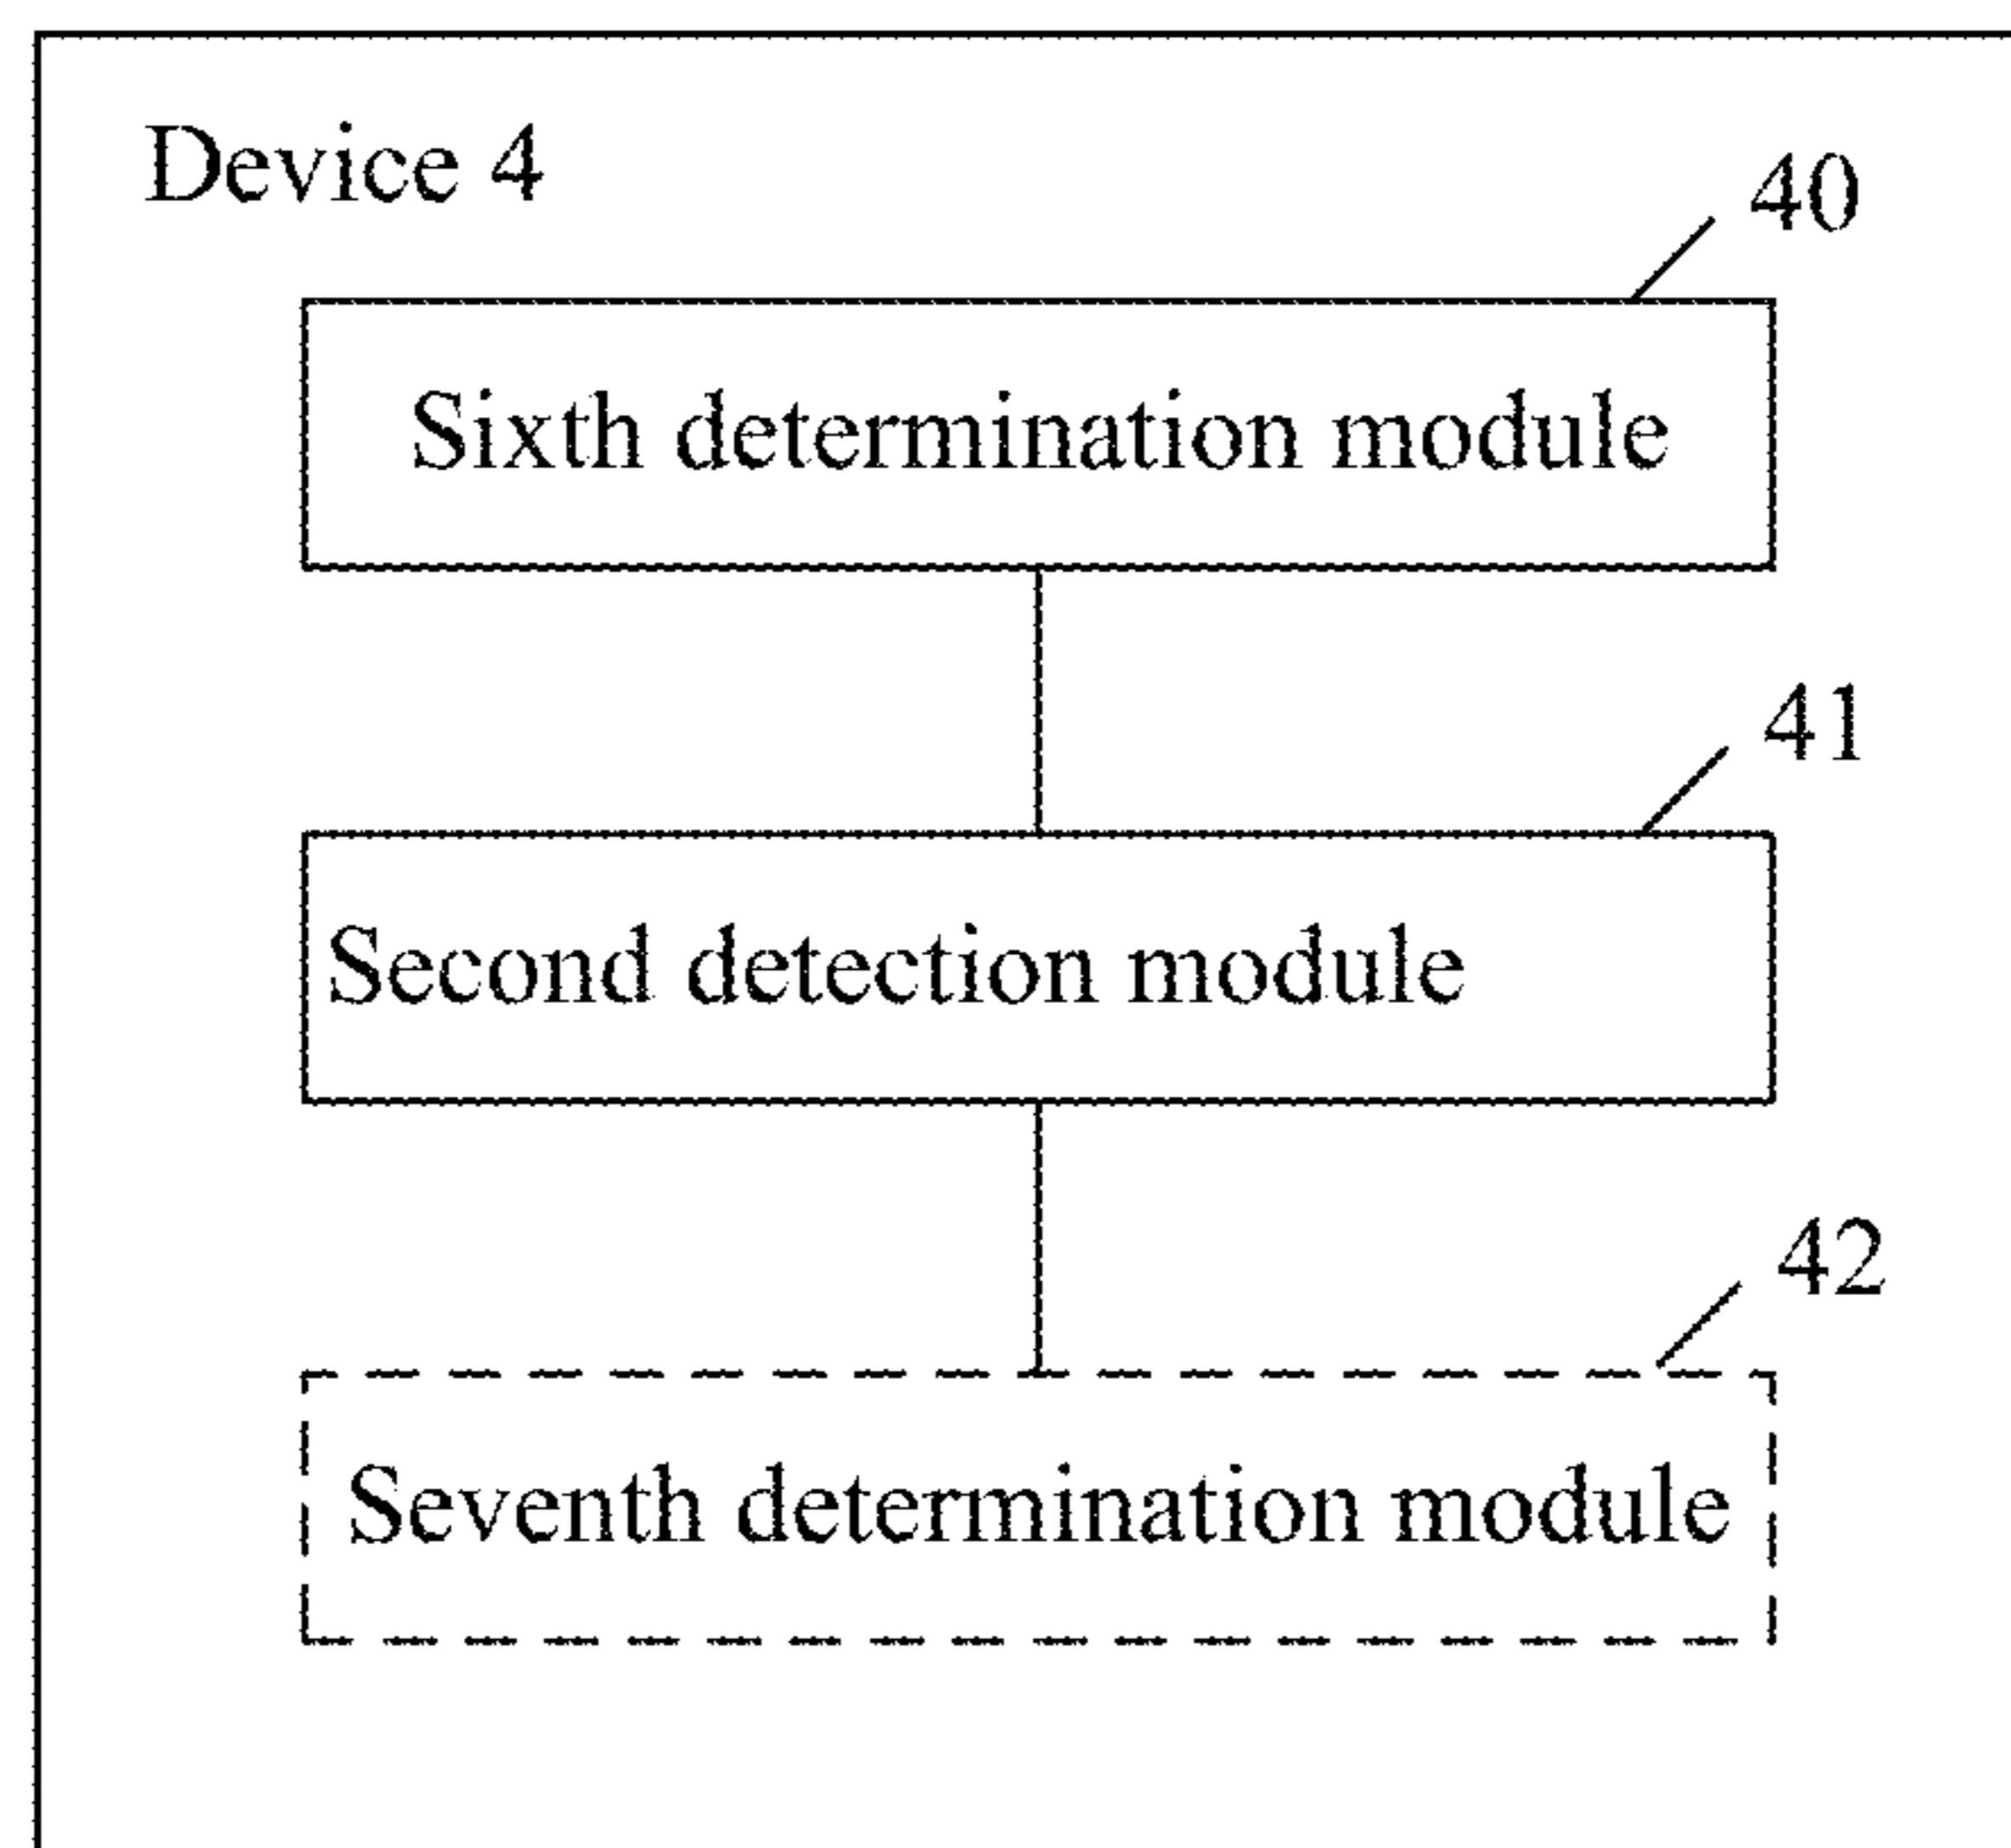 Device 4
40
Sixth determination module
41
Second detection module
42
Seventh determination module